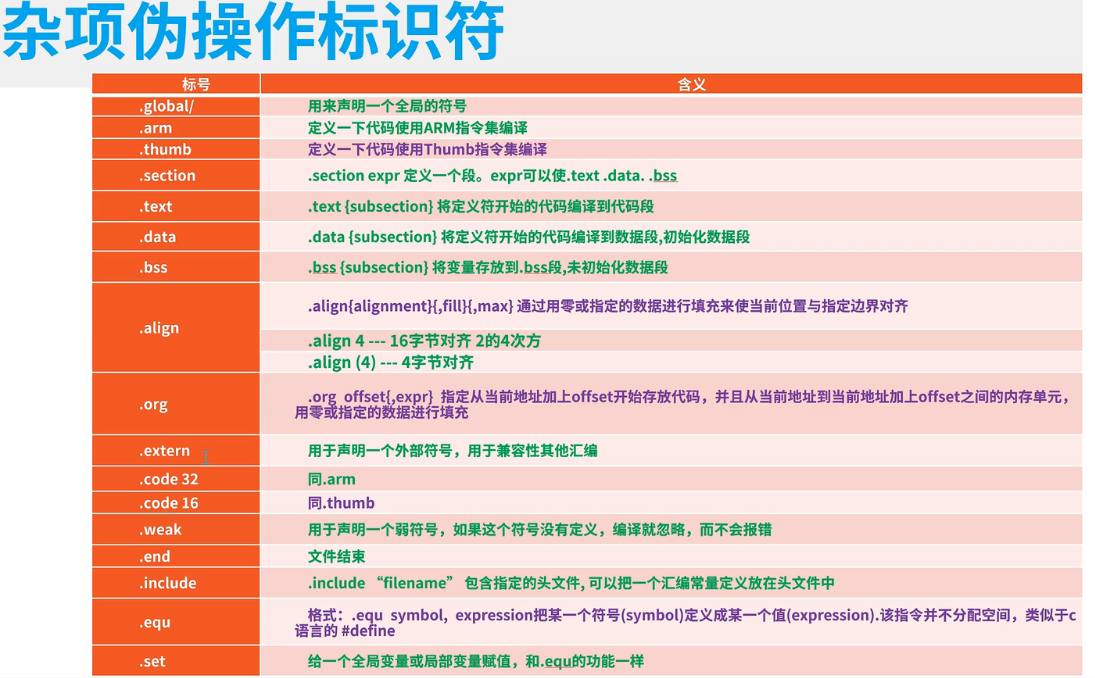 杂项伪操作标识符
标号 含义
.global/ 用来声明一个全局的符号
.arm 定义一下代码使用ARM指令集编译
.thumb 定义一下代码使用Thumb指令集编译
.section .section expr 定义一个段。expr可以使.text .data. .bss
.text .text {subsection} 将定义符开始的代码编译到代码段
.data .data {subsection} 将定义符开始的代码编译到数据段,初始化数据段
.bss .bss {subsection} 将变量存放到.bss段,未初始化数据段
.align .align{alignment}{,fill}{,max} 通过用零或指定的数据进行填充来使当前位置与指定边界对齐
.align 4 --- 16字节对齐 2的4次方
.align (4) --- 4字节对齐
.org .org offset{,expr} 指定从当前地址加上offset开始存放代码，并且从当前地址到当前地址加上offset之间的内存单元，
用零或指定的数据进行填充
.extern 用于声明一个外部符号，用于兼容性其他汇编
.code 32 同.arm
.code 16 同.thumb
.weak 用于声明一个弱符号，如果这个符号没有定义，编译就忽略，而不会报错
.end 文件结束
.include .include “filename” 包含指定的头文件, 可以把一个汇编常量定义放在头文件中
.equ 格式：.equ symbol, expression把某一个符号(symbol)定义成某一个值(expression).该指令并不分配空间，类似于c
语言的 #define
.set 给一个全局变量或局部变量赋值，和.equ的功能一样